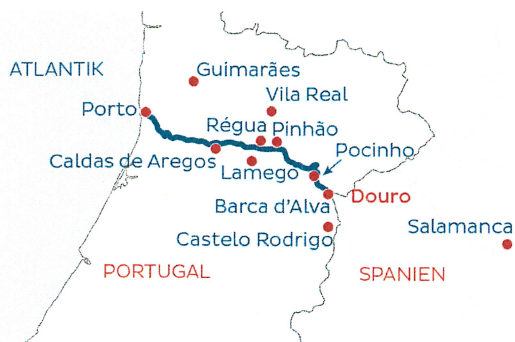 ATLANTIK
Guimarães
Vila Real
Porto
Régua Pinhão
Pocinho
Caldas de Aregos
Lamego
Douro
Barca d'Alva
Salamanca
Castelo Rodrigo
PORTUGAL
SPANIEN